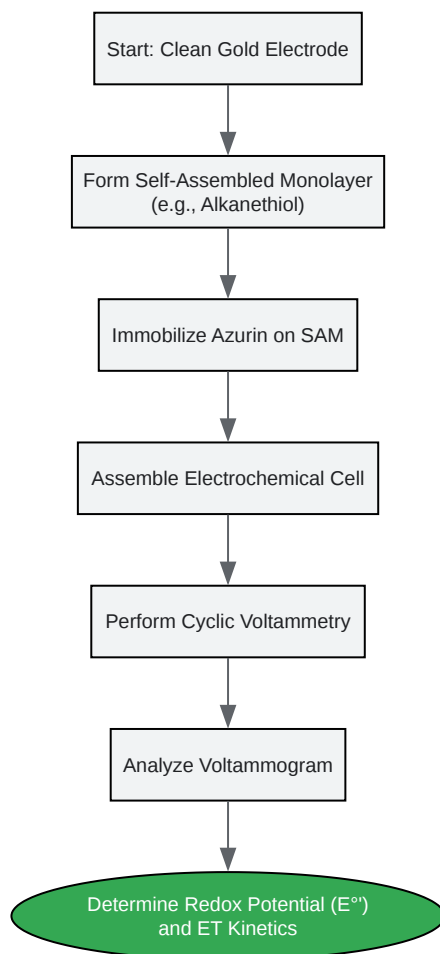 Start: Clean Gold Electrode
Form Self-Assembled Monolayer
(e.g., Alkanethiol)
Immobilize Azurin on SAM
Assemble Electrochemical Cell
Perform Cyclic Voltammetry
Analyze Voltammogram
Determine Redox Potential (E°')
and ET Kinetics